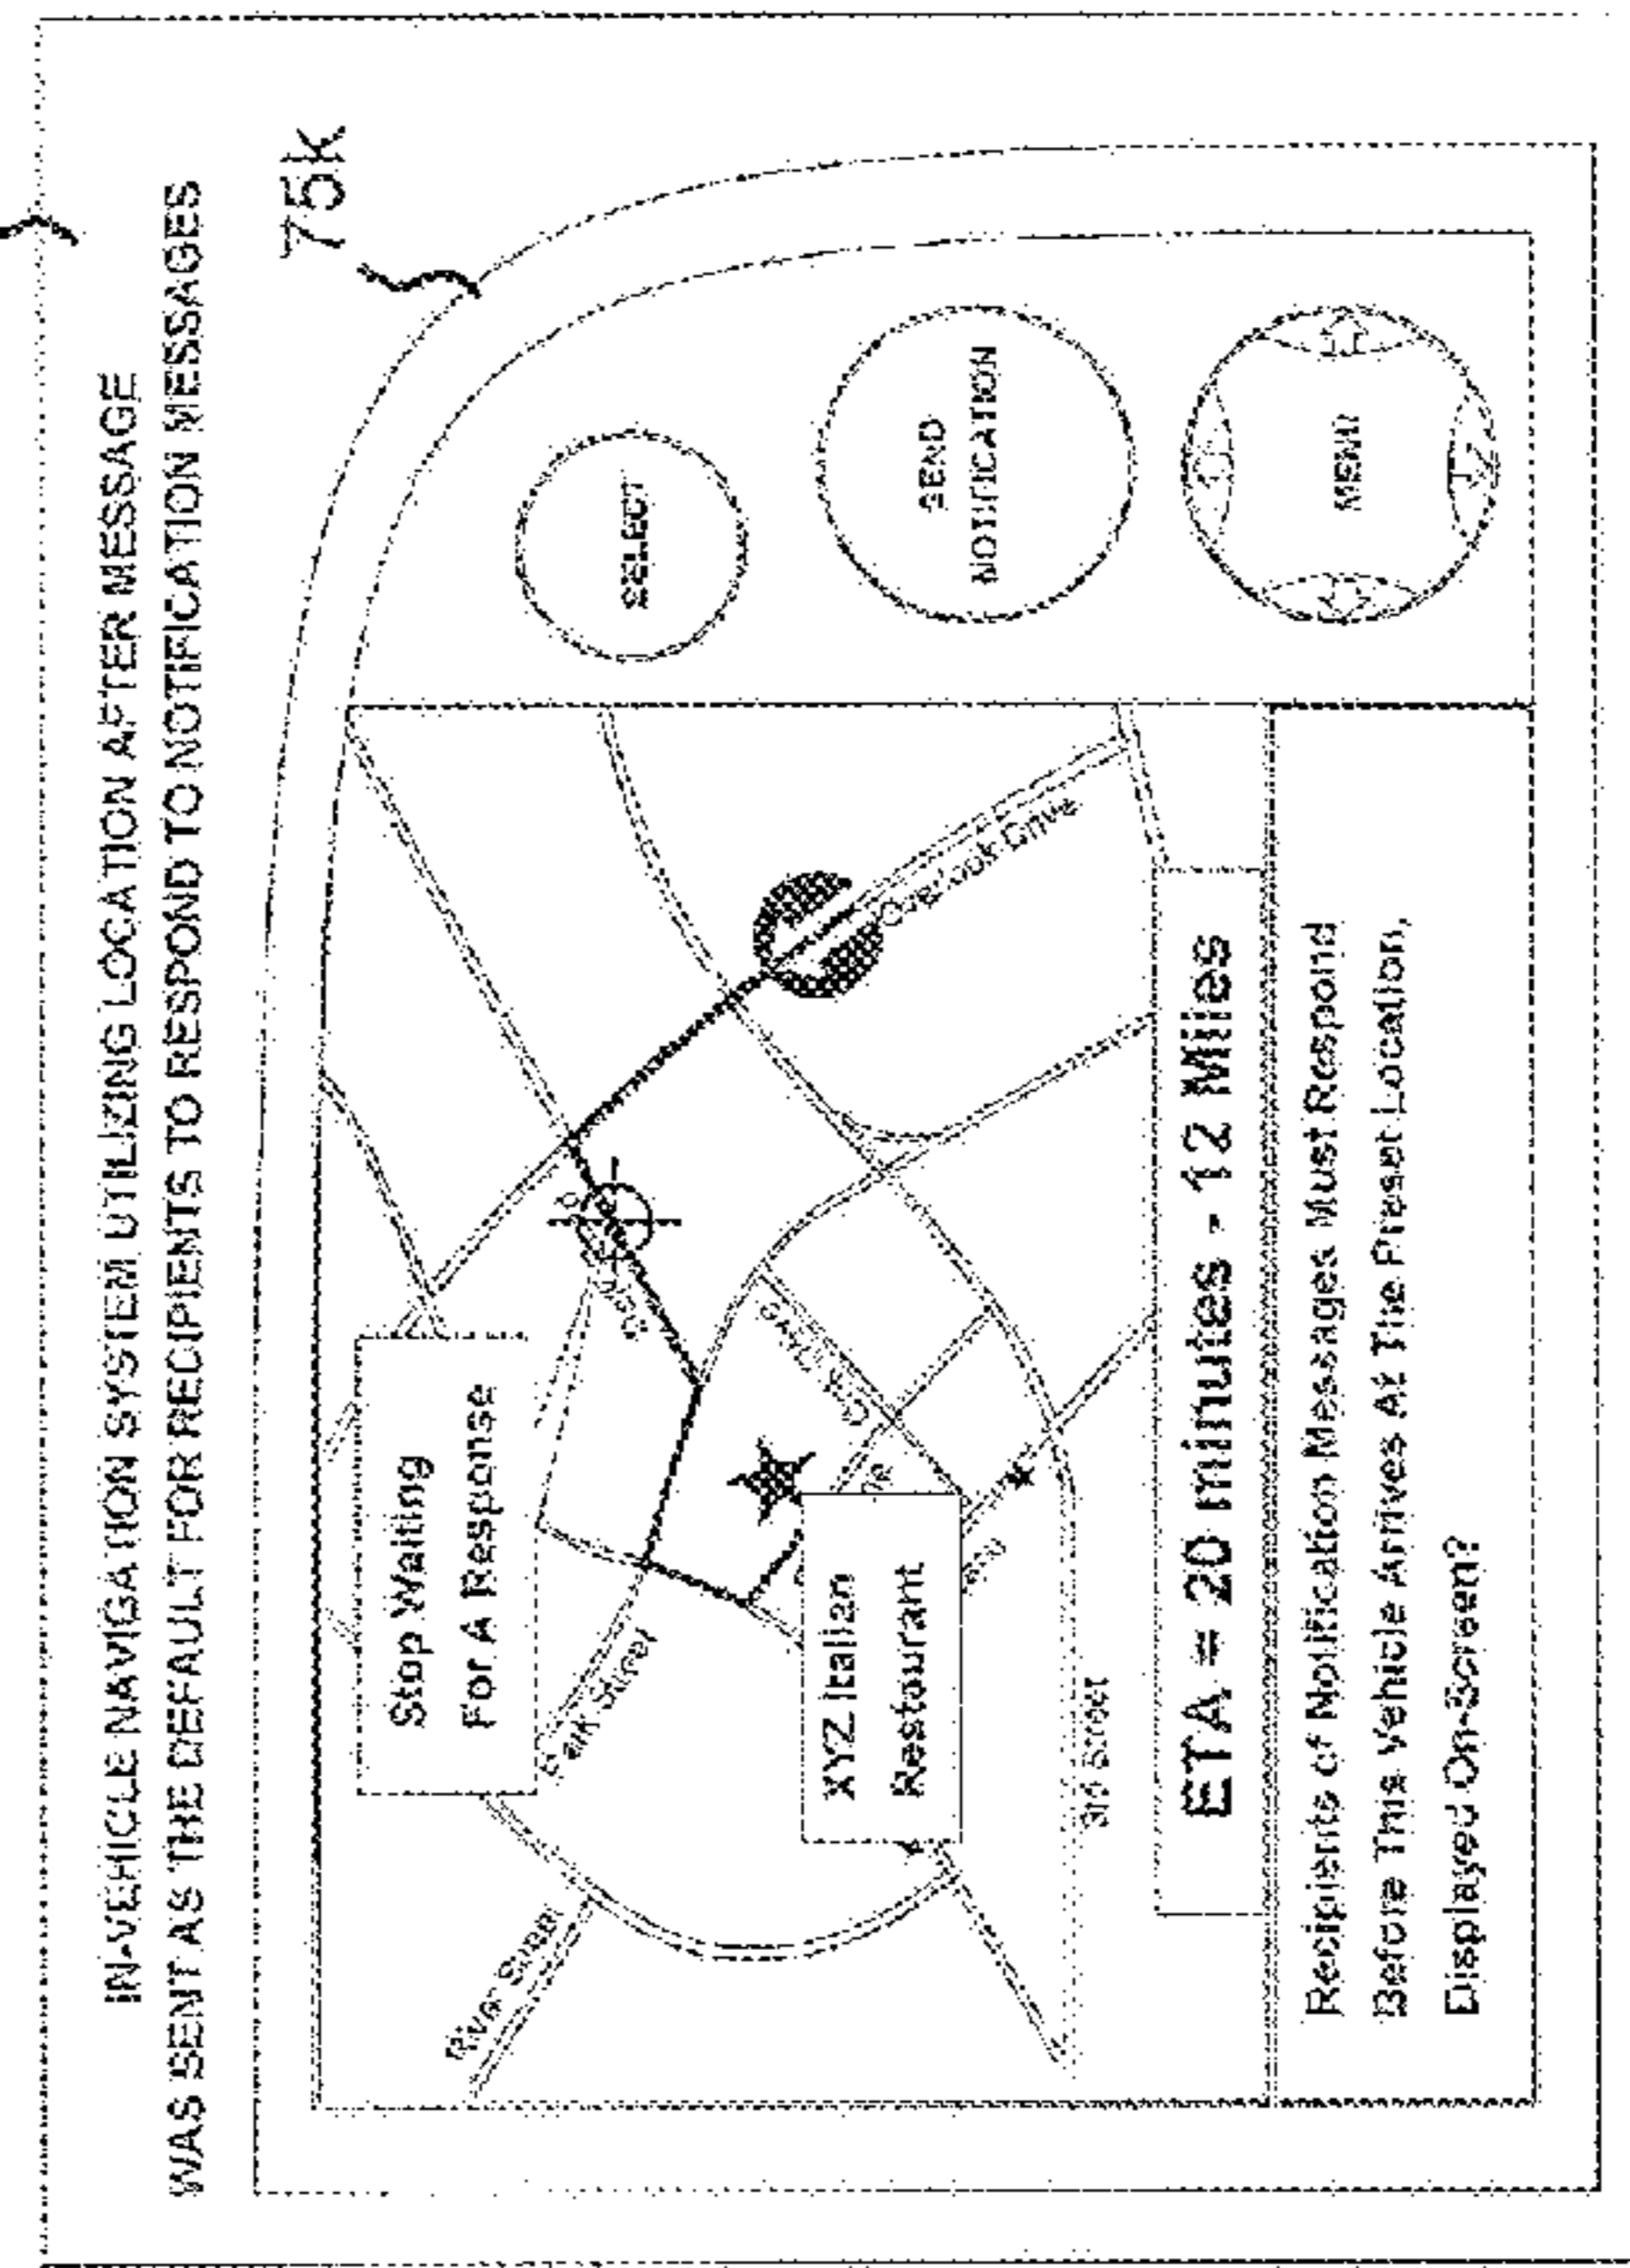 IN-VEHICLE NAVIGATION SYSTEM UTILIZING LOCATION AFTER MESSAGE
WAS SENT AS THE DEFAULT FOR RECIPIENTS TO RESPOND TO NOTIFICATION MESSAGES
75k
Stop Waiting
For A Response
SELECT
River Street
Park Street
Overlook Drive
XYZ Italian
Restourant
SEND
NOTIFICATION
3rd Street
ETA = 20 minutes - 12 Miles
MENU
Recipients of Notification Messages Must Respond
Before This Vehicle Arrives At The Preset Location,
Displayed On-Screen?